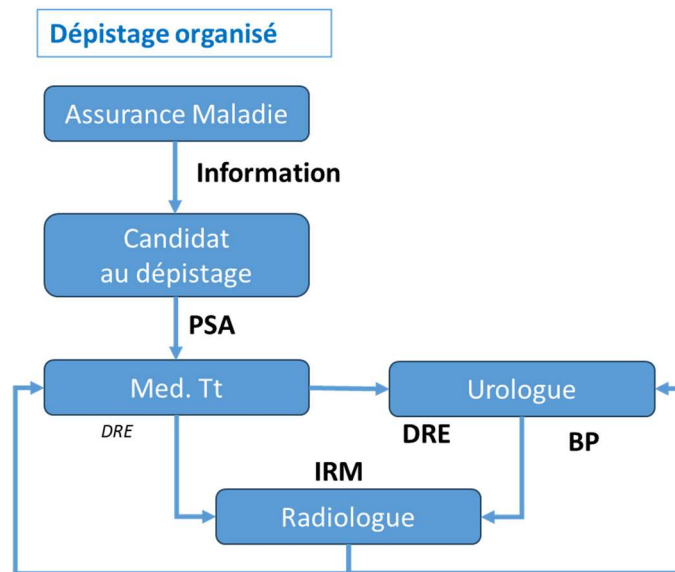 Dépistage organisé
Assurance Maladie
Information
Candidat
au dépistage
PSA
Med. Tt
Urologue
DRE
DRE
BP
IRM
Radiologue